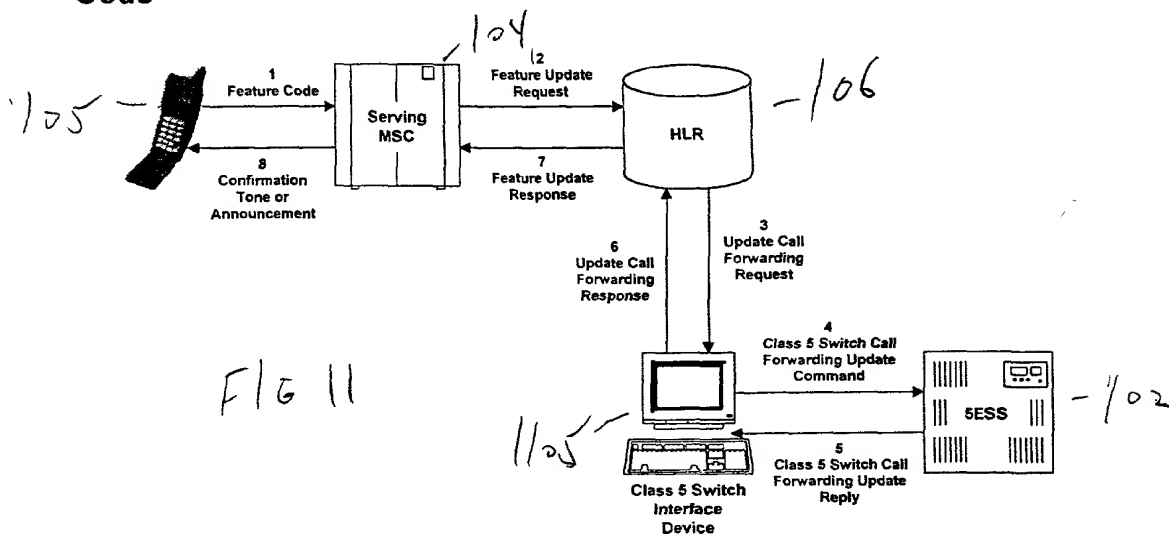 Code
104
1
Feature Code
2
Feature Update
Request
105
106
Serving
MSC
HLR
8
Confirmation
Tone or
Announcement
7
Feature Update
Response
6
Update Call
Forwarding
Response
3
Update Call
Forwarding
Request
4
Class 5 Switch Call
Forwarding Update
Command
FIG 11
5ESS
102
1105
5
Class 5 Switch Call
Forwarding Update
Reply
Class 5 Switch
Interface
Device